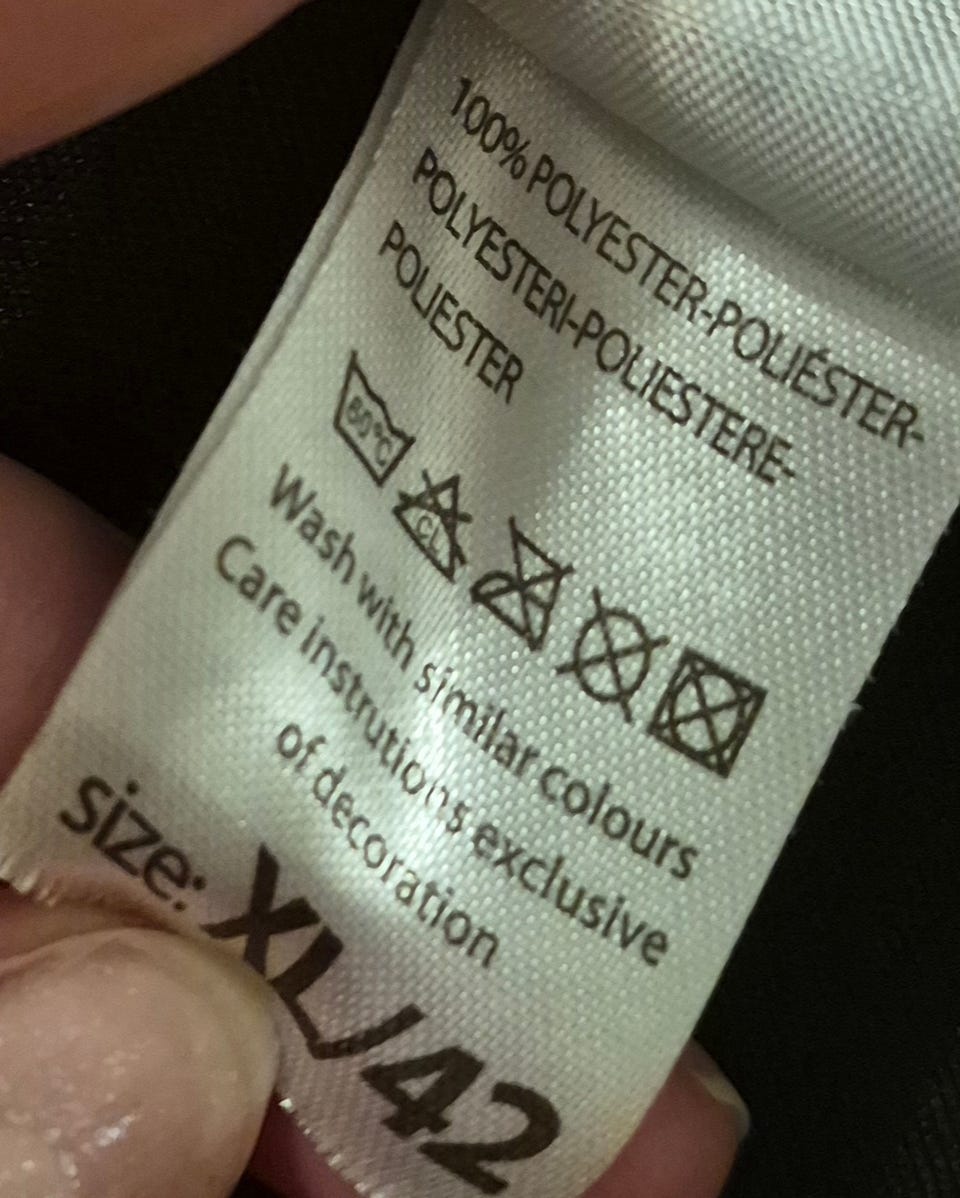 100% POLYESTER-POLIÉSTER-
POLYESTERI-POLIESTERE-
POLIESTER
60°C
CL
Wash with similar colours
Care instrutions exclusive
of decoration
size: XL/42